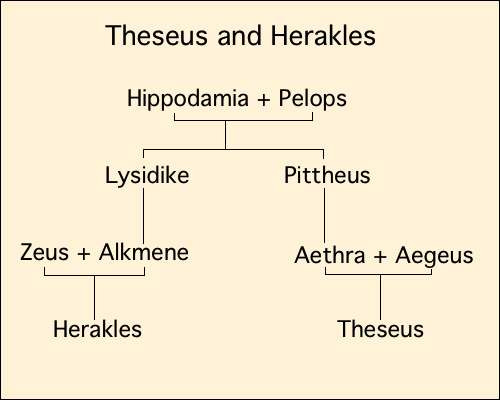 Theseus and Herakles
Hippodamia + Pelops
Lysidike Pittheus
Zeus + Alkmene Aethra + Aegeus
Herakles Theseus